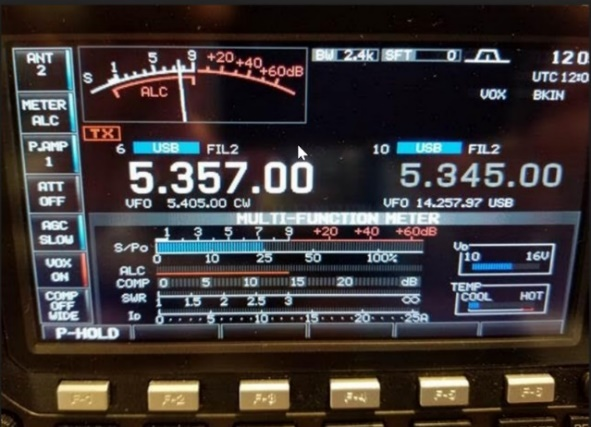 ANT 2
S 1 5 9 +20 +40 +60dB
ALC
BW 2.4k SFT 0
120
UTC 12:0
VOX BKIN
METER ALC
TX
P.AMP 1
6 USB FIL2
10 USB FIL2
5.357.00
5.345.00
VFO 5.405.00 CW
VFO 14.257.97 USB
ATT OFF
MULTI-FUNCTION METER
AGC SLOW
1 3 5 7 9 +20 +40 +60dB
S/Po
0 10 25 50 100%
ALC
COMP 0 5 10 15 20 dB
SWR 1 1.5 2 2.5 3 ∞
ID 0 5 10 15 20 25A
VD
10 16V
TEMP
COOL HOT
VOX ON
COMP OFF WIDE
P-HOLD
F-1 F-2 F-3 F-4 F-5 F-6